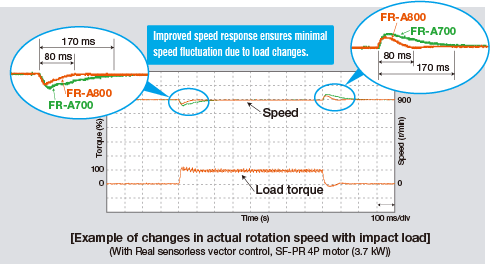 Improved speed response ensures minimal
speed fluctuation due to load changes.
170 ms
80 ms
FR-A800
FR-A700
FR-A800
FR-A700
80 ms
170 ms
Speed
900
Torque (%)
Speed (r/min)
100
Load torque
0
0
Time (s)
100 ms/div
[Example of changes in actual rotation speed with impact load]
(With Real sensorless vector control, SF-PR 4P motor (3.7 kW))